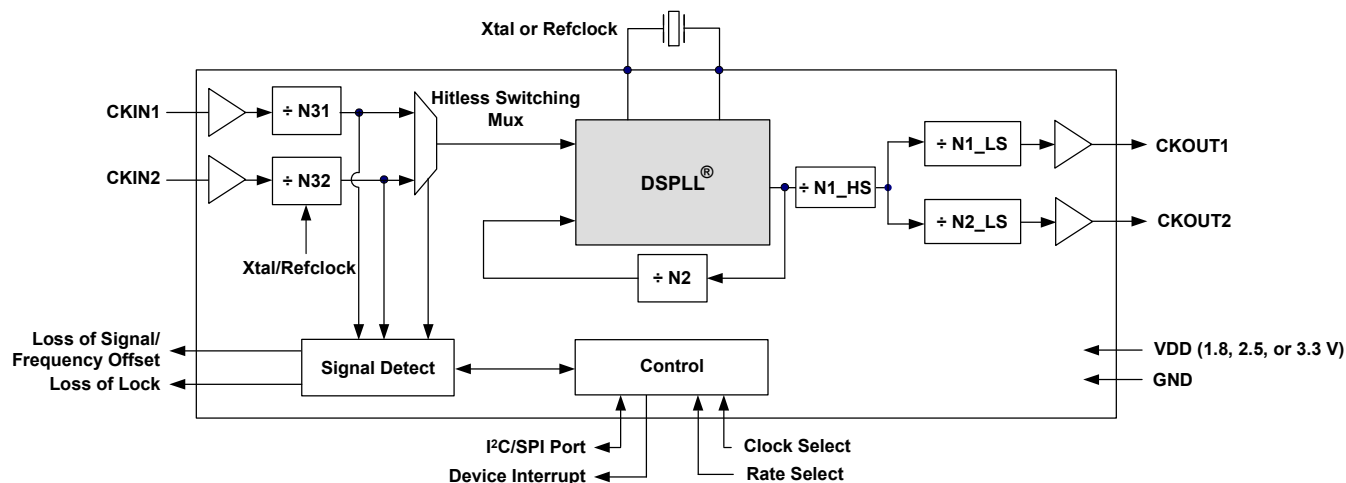 Xtal or Refclock
CKIN1
÷ N31
Hitless Switching
Mux
CKIN2
÷ N32
Xtal/Refclock
DSPLL®
÷ N1_HS
÷ N1_LS
CKOUT1
÷ N2_LS
CKOUT2
÷ N2
Loss of Signal/
Frequency Offset
Loss of Lock
Signal Detect
Control
VDD (1.8, 2.5, or 3.3 V)
GND
I²C/SPI Port
Device Interrupt
Clock Select
Rate Select